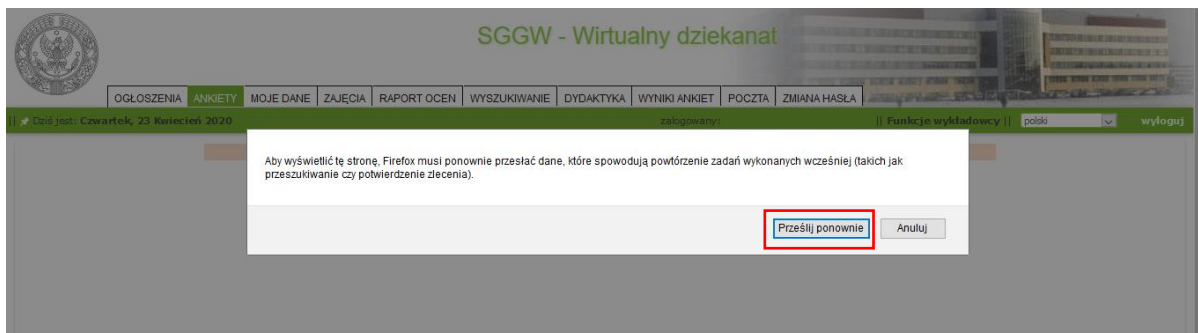 SGGW - Wirtualny dziekanat
OGŁOSZENIA ANKIETY MOJE DANE ZAJĘCIA RAPORT OCEN WYSZUKIWANIE DYDAKTYKA WYNIKI ANKIET POCZTA ZMIANA HASŁA
|| Dziś jest: Czwartek, 23 Kwiecień 2020 zalogowany: || Funkcje wykładowcy || polski wyloguj
Aby wyświetlić tę stronę, Firefox musi ponownie przesłać dane, które spowodują powtórzenie zadań wykonanych wcześniej (takich jak
przeszukiwanie czy potwierdzenie zlecenia).
Prześlij ponownie Anuluj